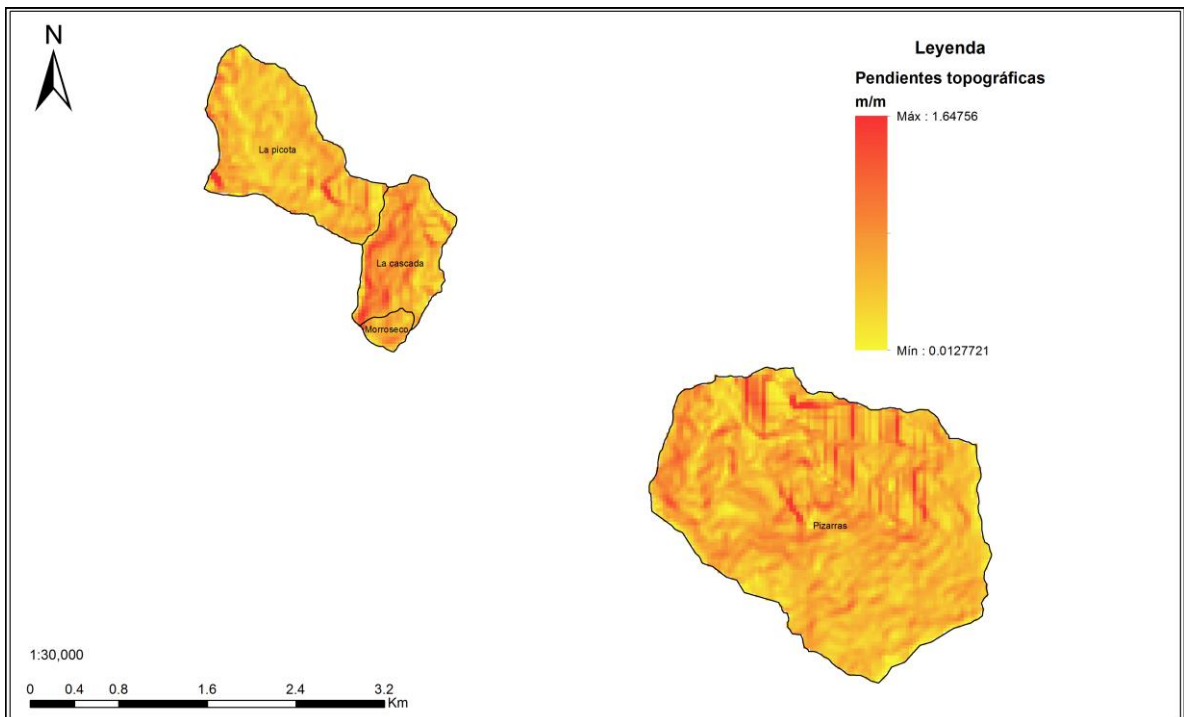 N
Leyenda
Pendientes topográficas
m/m
Máx : 1.64756
Mín : 0.0127721
La picota
La cascada
Morroseco
Pizarras
1:30,000
0 0.4 0.8 1.6 2.4 3.2
Km